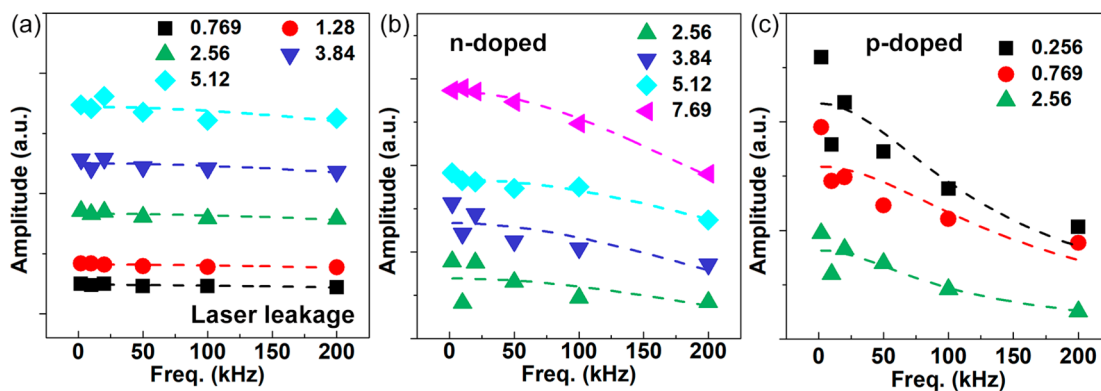 (a)
0.769 1.28
2.56 3.84
5.12
Laser leakage
Amplitude (a.u.)
0 50 100 150 200
Freq. (kHz)
(b)
n-doped
2.56
3.84
5.12
7.69
Amplitude (a.u.)
0 50 100 150 200
Freq. (kHz)
(c)
p-doped
0.256
0.769
2.56
Amplitude (a.u.)
0 50 100 150 200
Freq. (kHz)